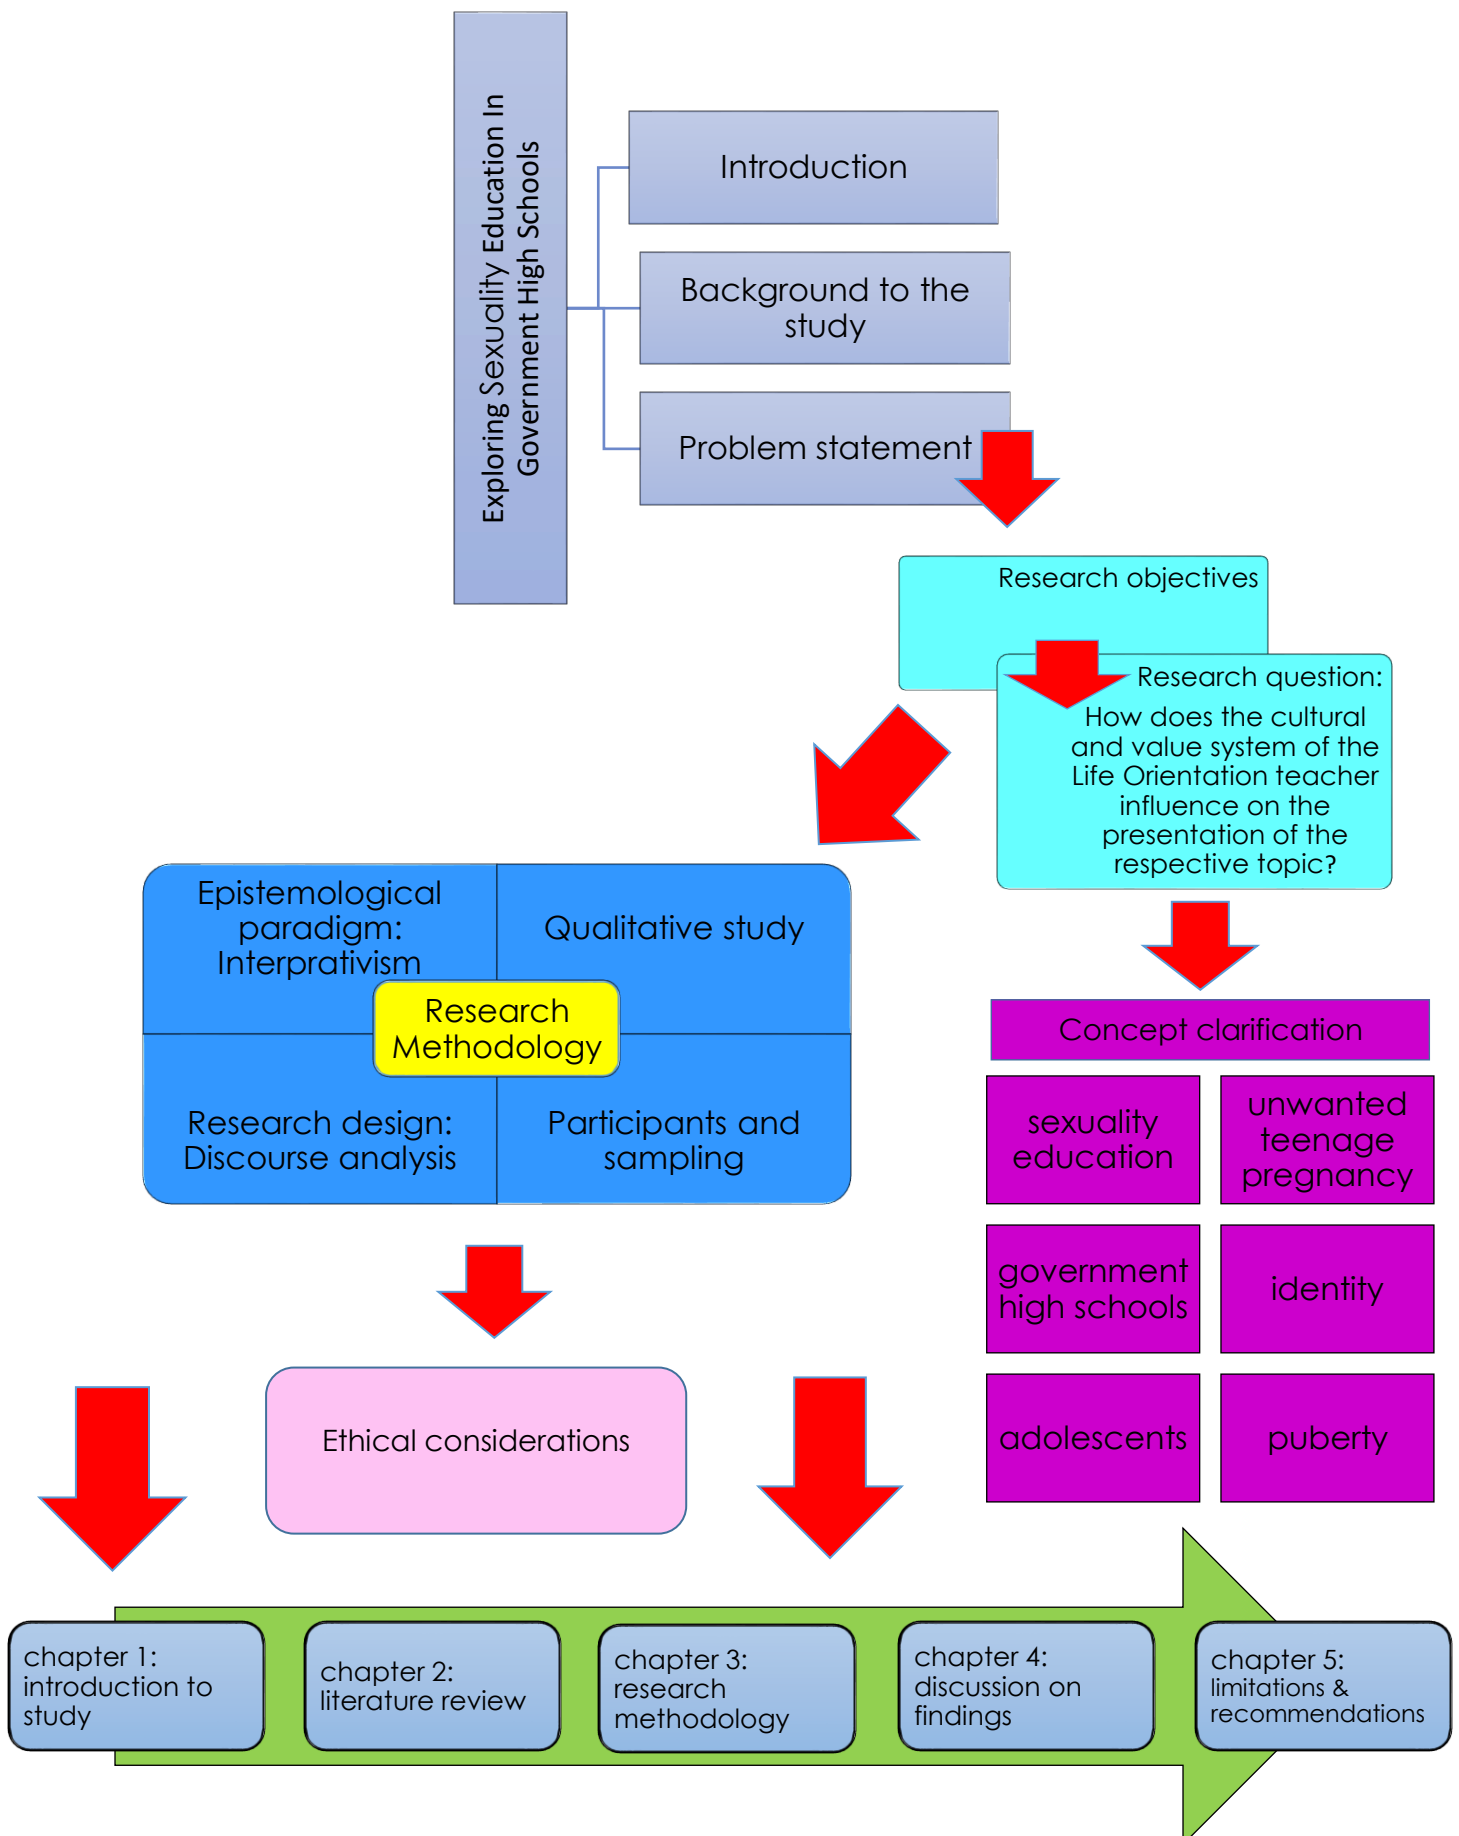 Exploring Sexuality Education In
Government High Schools
Introduction
Background to the
study
Problem statement
Research objectives
Research question:
How does the cultural
and value system of the
Life Orientation teacher
influence on the
presentation of the
respective topic?
Epistemological
paradigm:
Interprativism
Qualitative study
Research
Methodology
Research design:
Discourse analysis
Participants and
sampling
Concept clarification
sexuality
education
unwanted
teenage
pregnancy
government
high schools
identity
adolescents
puberty
Ethical considerations
chapter 1:
introduction to
study
chapter 2:
literature review
chapter 3:
research
methodology
chapter 4:
discussion on
findings
chapter 5:
limitations &
recommendations